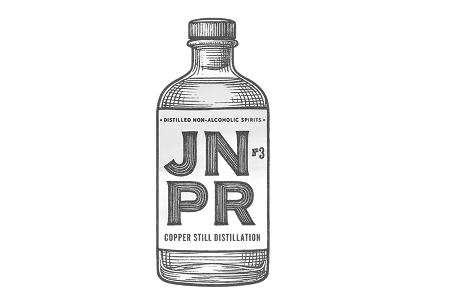 • DISTILLED NON-ALCOHOLIC SPIRITS •
JN
Nº3
PR
COPPER STILL DISTILLATION